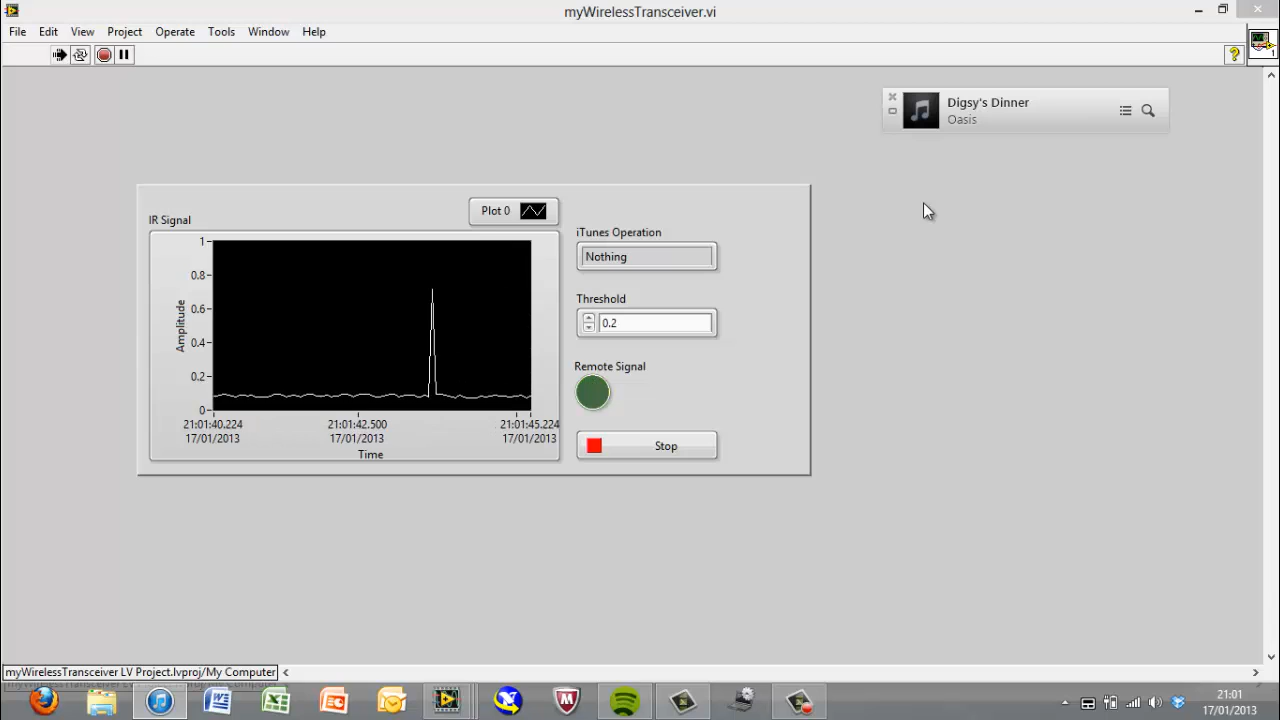 myWirelessTransceiver.vi
File Edit View Project Operate Tools Window Help
?
1
Digsy's Dinner
Oasis
Plot 0
IR Signal
iTunes Operation
Nothing
Threshold
0.2
Remote Signal
Stop
Amplitude
1
0.8
0.6
0.4
0.2
0
21:01:40.224 21:01:42.500 21:01:45.224
17/01/2013 17/01/2013 17/01/2013
Time
myWirelessTransceiver LV Project.lvproj/My Computer
21:01
17/01/2013